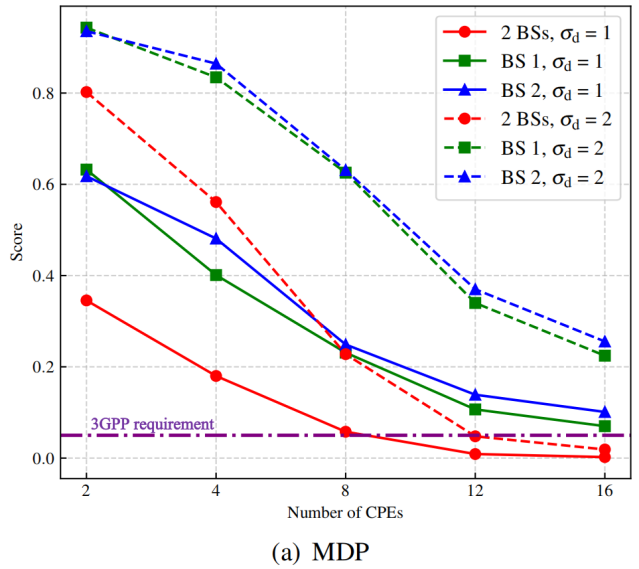 2 BSs, σd = 1
BS 1, σd = 1
BS 2, σd = 1
2 BSs, σd = 2
BS 1, σd = 2
BS 2, σd = 2
0.8
0.6
0.4
0.2
0.0
Score
3GPP requirement
2 4 8 12 16
Number of CPEs
(a) MDP